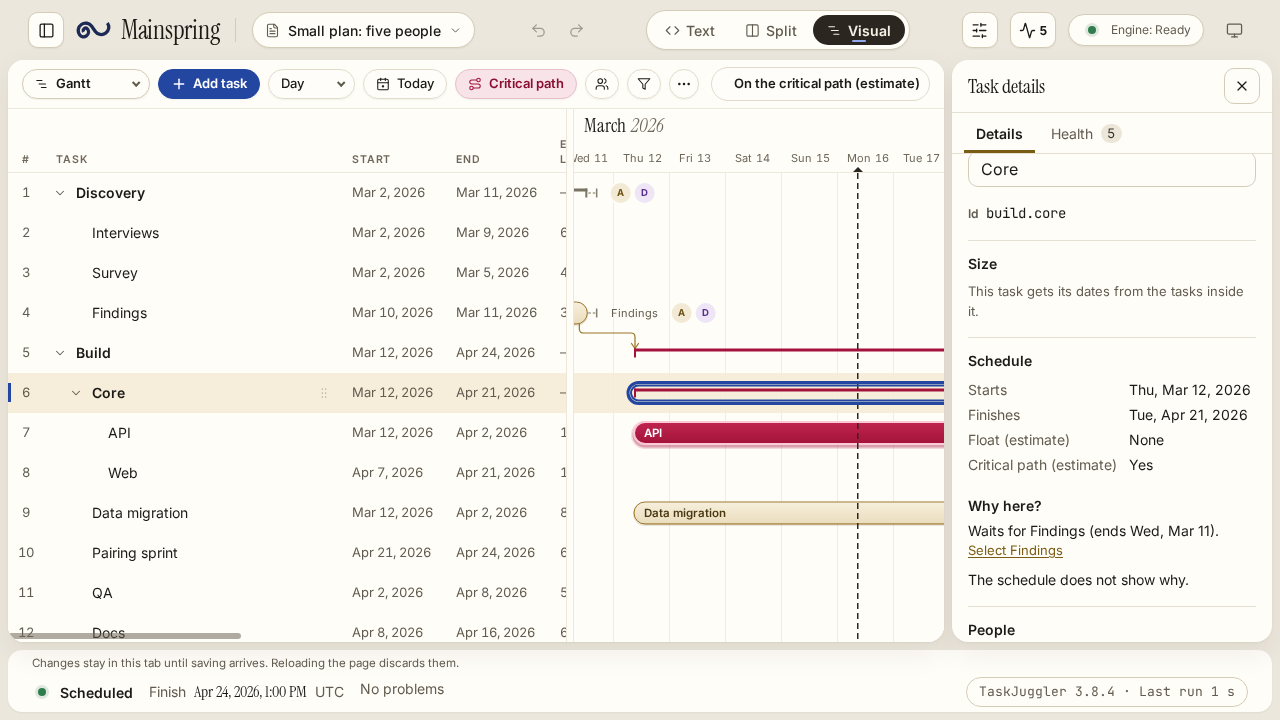 Mainspring
Small plan: five people
Text
Split
Visual
5
Engine: Ready
Gantt
Add task
Day
Today
Critical path
On the critical path (estimate)
Task details
Details
Health 5
March 2026
# TASK START END
Wed 11 Thu 12 Fri 13 Sat 14 Sun 15 Mon 16 Tue 17
1 Discovery Mar 2, 2026 Mar 11, 2026 –
A D
2 Interviews Mar 2, 2026 Mar 9, 2026 6
3 Survey Mar 2, 2026 Mar 5, 2026 4
4 Findings Mar 10, 2026 Mar 11, 2026 3
Findings A D
5 Build Mar 12, 2026 Apr 24, 2026 –
6 Core Mar 12, 2026 Apr 21, 2026 –
7 API Mar 12, 2026 Apr 2, 2026 1
API
8 Web Apr 7, 2026 Apr 21, 2026 1
9 Data migration Mar 12, 2026 Apr 2, 2026 8
Data migration
10 Pairing sprint Apr 21, 2026 Apr 24, 2026 6
11 QA Apr 2, 2026 Apr 8, 2026 5
12 Docs Apr 8, 2026 Apr 16, 2026 6
Core
Id build.core
Size
This task gets its dates from the tasks inside
it.
Schedule
Starts Thu, Mar 12, 2026
Finishes Tue, Apr 21, 2026
Float (estimate) None
Critical path (estimate) Yes
Why here?
Waits for Findings (ends Wed, Mar 11).
Select Findings
The schedule does not show why.
People
Changes stay in this tab until saving arrives. Reloading the page discards them.
Scheduled Finish Apr 24, 2026, 1:00 PM UTC No problems
TaskJuggler 3.8.4 · Last run 1 s